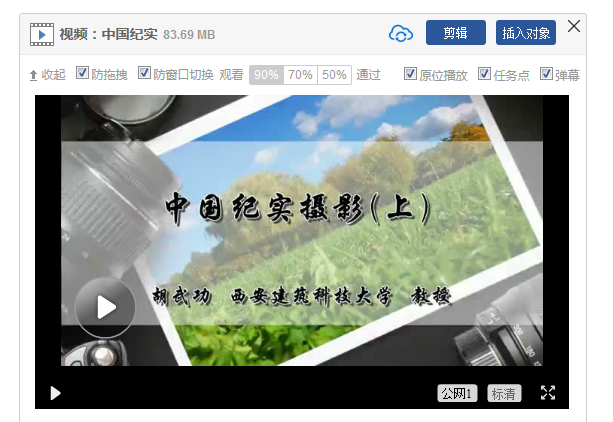 视频：中国纪实 83.69 MB 剪辑 插入对象
收起 防拖拽 防窗口切换 观看 90% 70% 50% 通过 原位播放 任务点 弹幕
中国纪实摄影(上)
胡武功 西安建筑科技大学 教授
公网1 标清